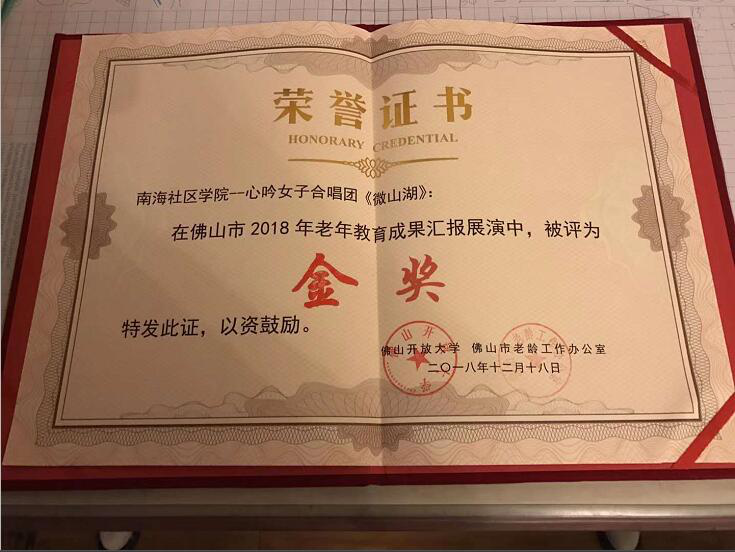 荣誉证书
HONORARY CREDENTIAL
南海社区学院--心吟女子合唱团《微山湖》:
在佛山市2018年老年教育成果汇报展演中，被评为
金奖
特发此证，以资鼓励。
佛山开放大学 佛山市老龄工作办公室
二〇一八年十二月十八日